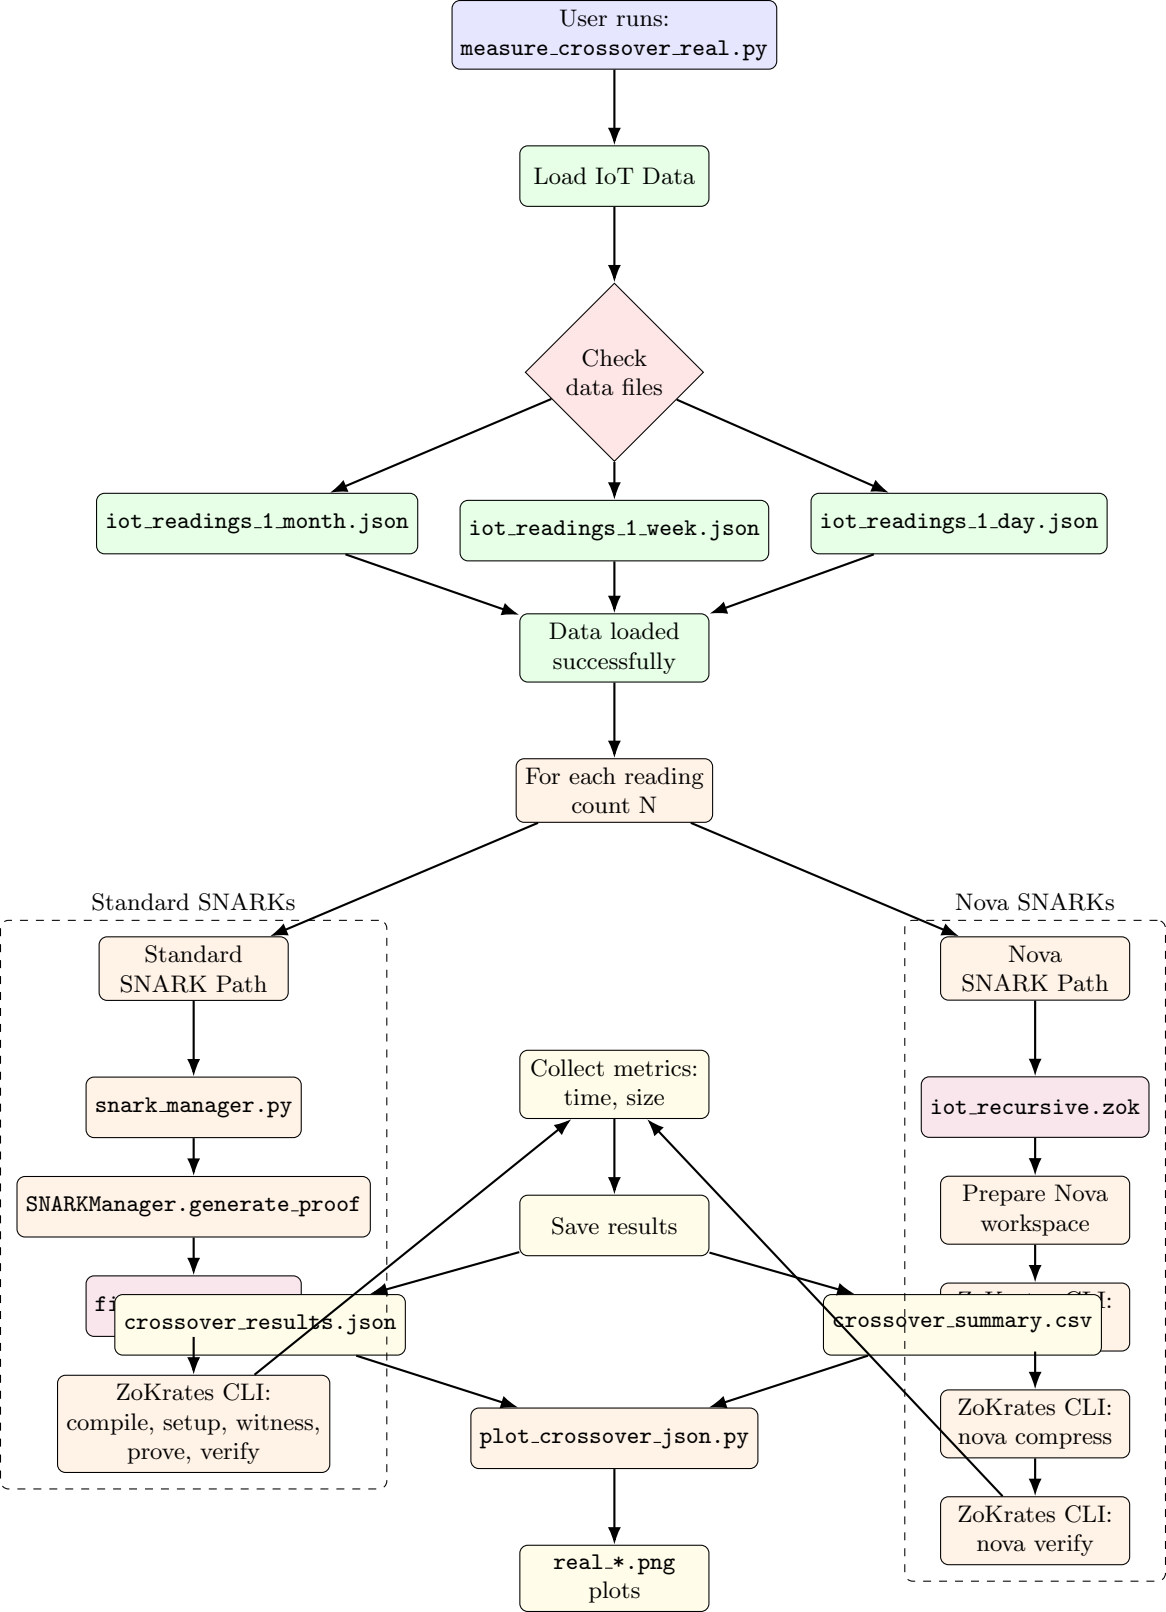 User runs:
measure_crossover_real.py
Load IoT Data
Check
data files
iot_readings_1_month.json
iot_readings_1_week.json
iot_readings_1_day.json
Data loaded
successfully
For each reading
count N
Standard SNARKs
Nova SNARKs
Standard
SNARK Path
Nova
SNARK Path
Collect metrics:
time, size
snark_manager.py
iot_recursive.zok
SNARKManager.generate_proof
Prepare Nova
workspace
Save results
crossover_results.json
crossover_summary.csv
ZoKrates CLI:
compile, setup, witness,
prove, verify
plot_crossover_json.py
ZoKrates CLI:
nova compress
ZoKrates CLI:
nova verify
real_*.png
plots